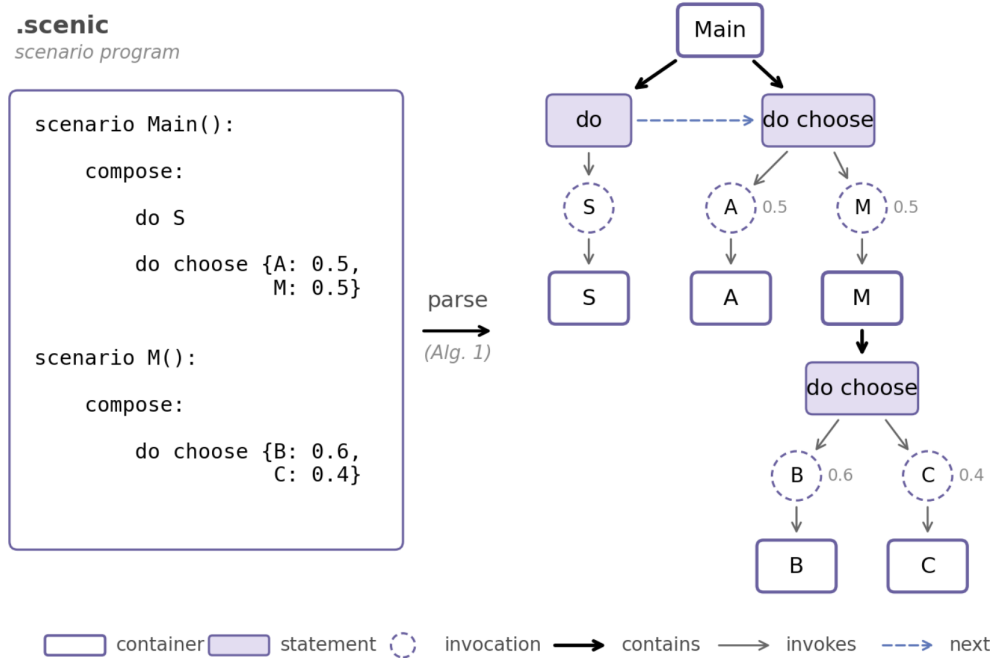 .scenic
scenario program
scenario Main():
compose:
do S
do choose {A: 0.5,
M: 0.5}
scenario M():
compose:
do choose {B: 0.6,
C: 0.4}
parse
(Alg. 1)
Main
do
do choose
S
A
0.5
M
0.5
S
A
M
do choose
B
0.6
C
0.4
B
C
container
statement
invocation
contains
invokes
next